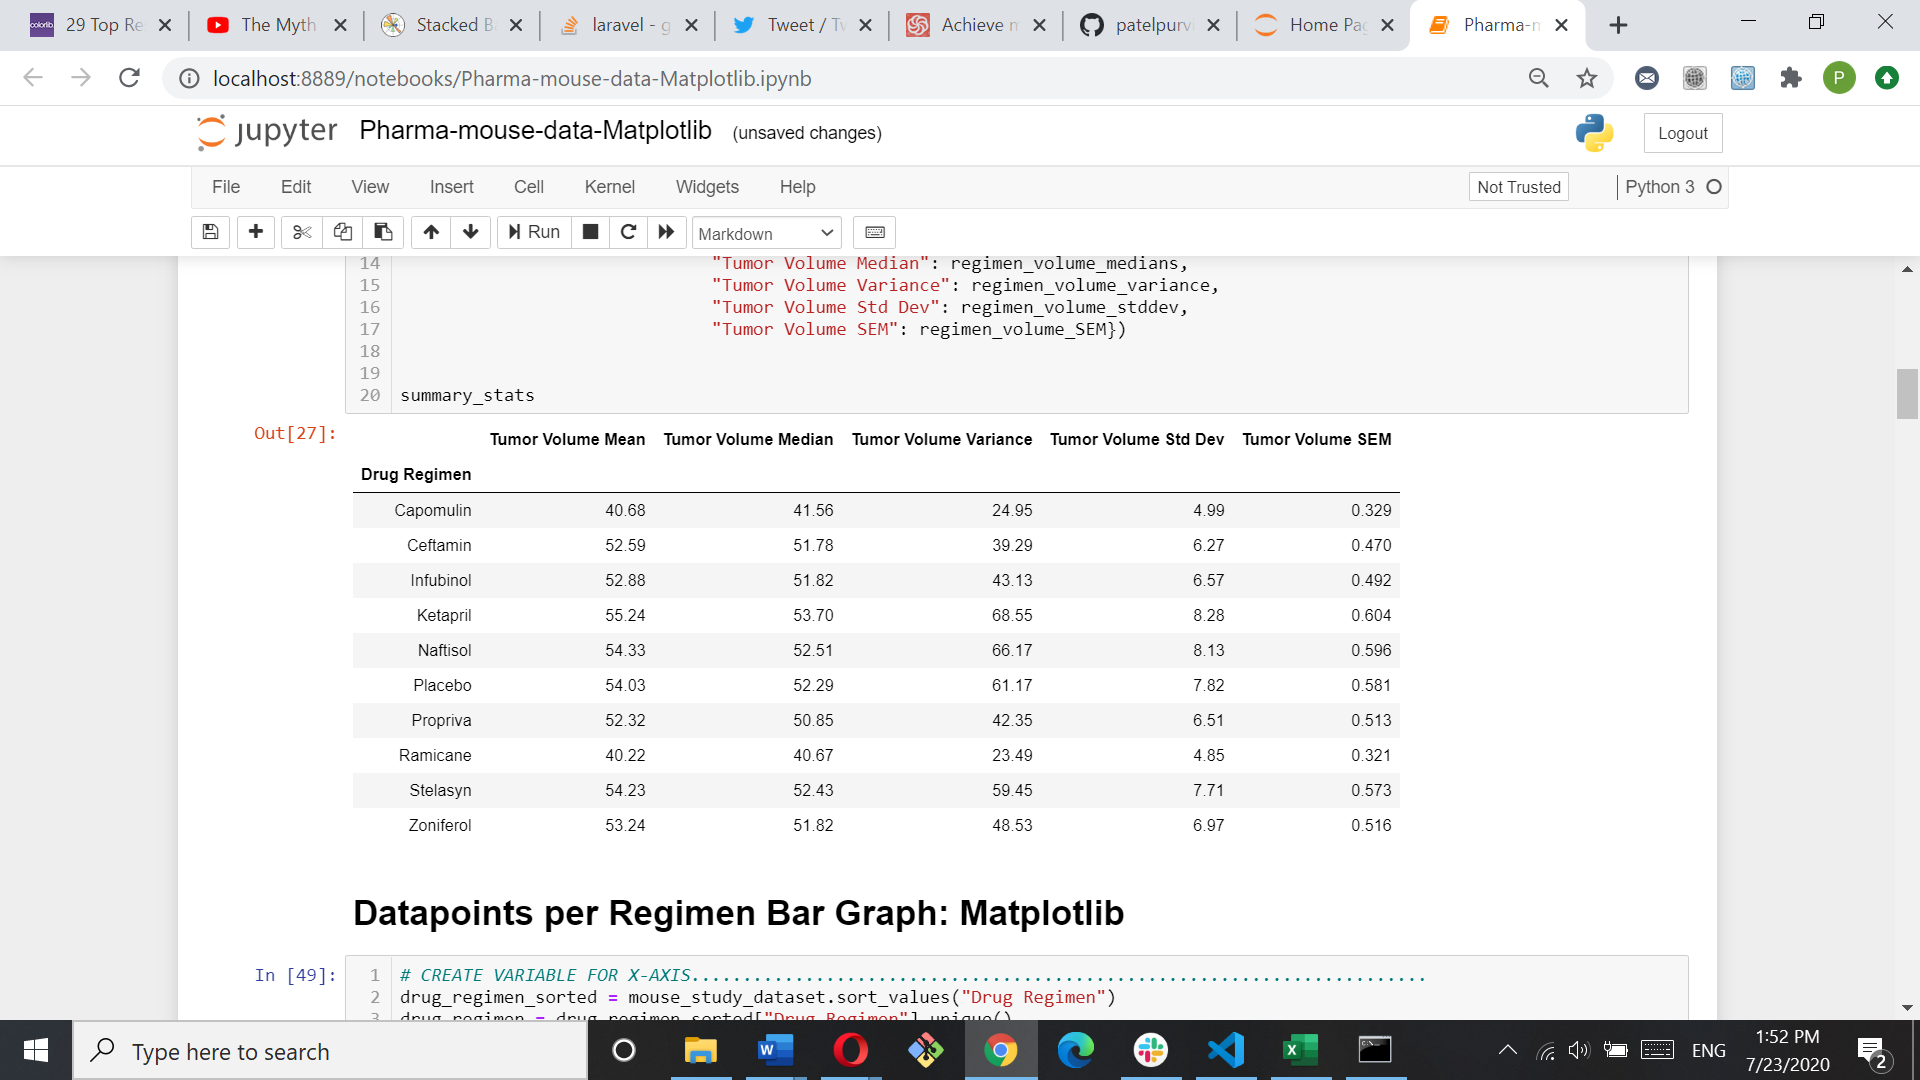 29 Top Re
The Myth
Stacked B
laravel - g
Tweet / Tw
Achieve m
patelpurvi
Home Pag
Pharma-m
localhost:8889/notebooks/Pharma-mouse-data-Matplotlib.ipynb
P
jupyter Pharma-mouse-data-Matplotlib (unsaved changes)
Logout
File Edit View Insert Cell Kernel Widgets Help
Not Trusted
Python 3
Run
Markdown
14 "Tumor Volume Median": regimen_volume_medians,
15 "Tumor Volume Variance": regimen_volume_variance,
16 "Tumor Volume Std Dev": regimen_volume_stddev,
17 "Tumor Volume SEM": regimen_volume_SEM})
18
19
20 summary_stats
Out[27]:
Tumor Volume Mean Tumor Volume Median Tumor Volume Variance Tumor Volume Std Dev Tumor Volume SEM
Drug Regimen
Capomulin 40.68 41.56 24.95 4.99 0.329
Ceftamin 52.59 51.78 39.29 6.27 0.470
Infubinol 52.88 51.82 43.13 6.57 0.492
Ketapril 55.24 53.70 68.55 8.28 0.604
Naftisol 54.33 52.51 66.17 8.13 0.596
Placebo 54.03 52.29 61.17 7.82 0.581
Propriva 52.32 50.85 42.35 6.51 0.513
Ramicane 40.22 40.67 23.49 4.85 0.321
Stelasyn 54.23 52.43 59.45 7.71 0.573
Zoniferol 53.24 51.82 48.53 6.97 0.516
Datapoints per Regimen Bar Graph: Matplotlib
In [49]:
1 # CREATE VARIABLE FOR X-AXIS.......................................................................
2 drug_regimen_sorted = mouse_study_dataset.sort_values("Drug Regimen")
3 drug_regimen = drug_regimen_sorted["Drug Regimen"].unique()
Type here to search
ENG
1:52 PM
7/23/2020
2